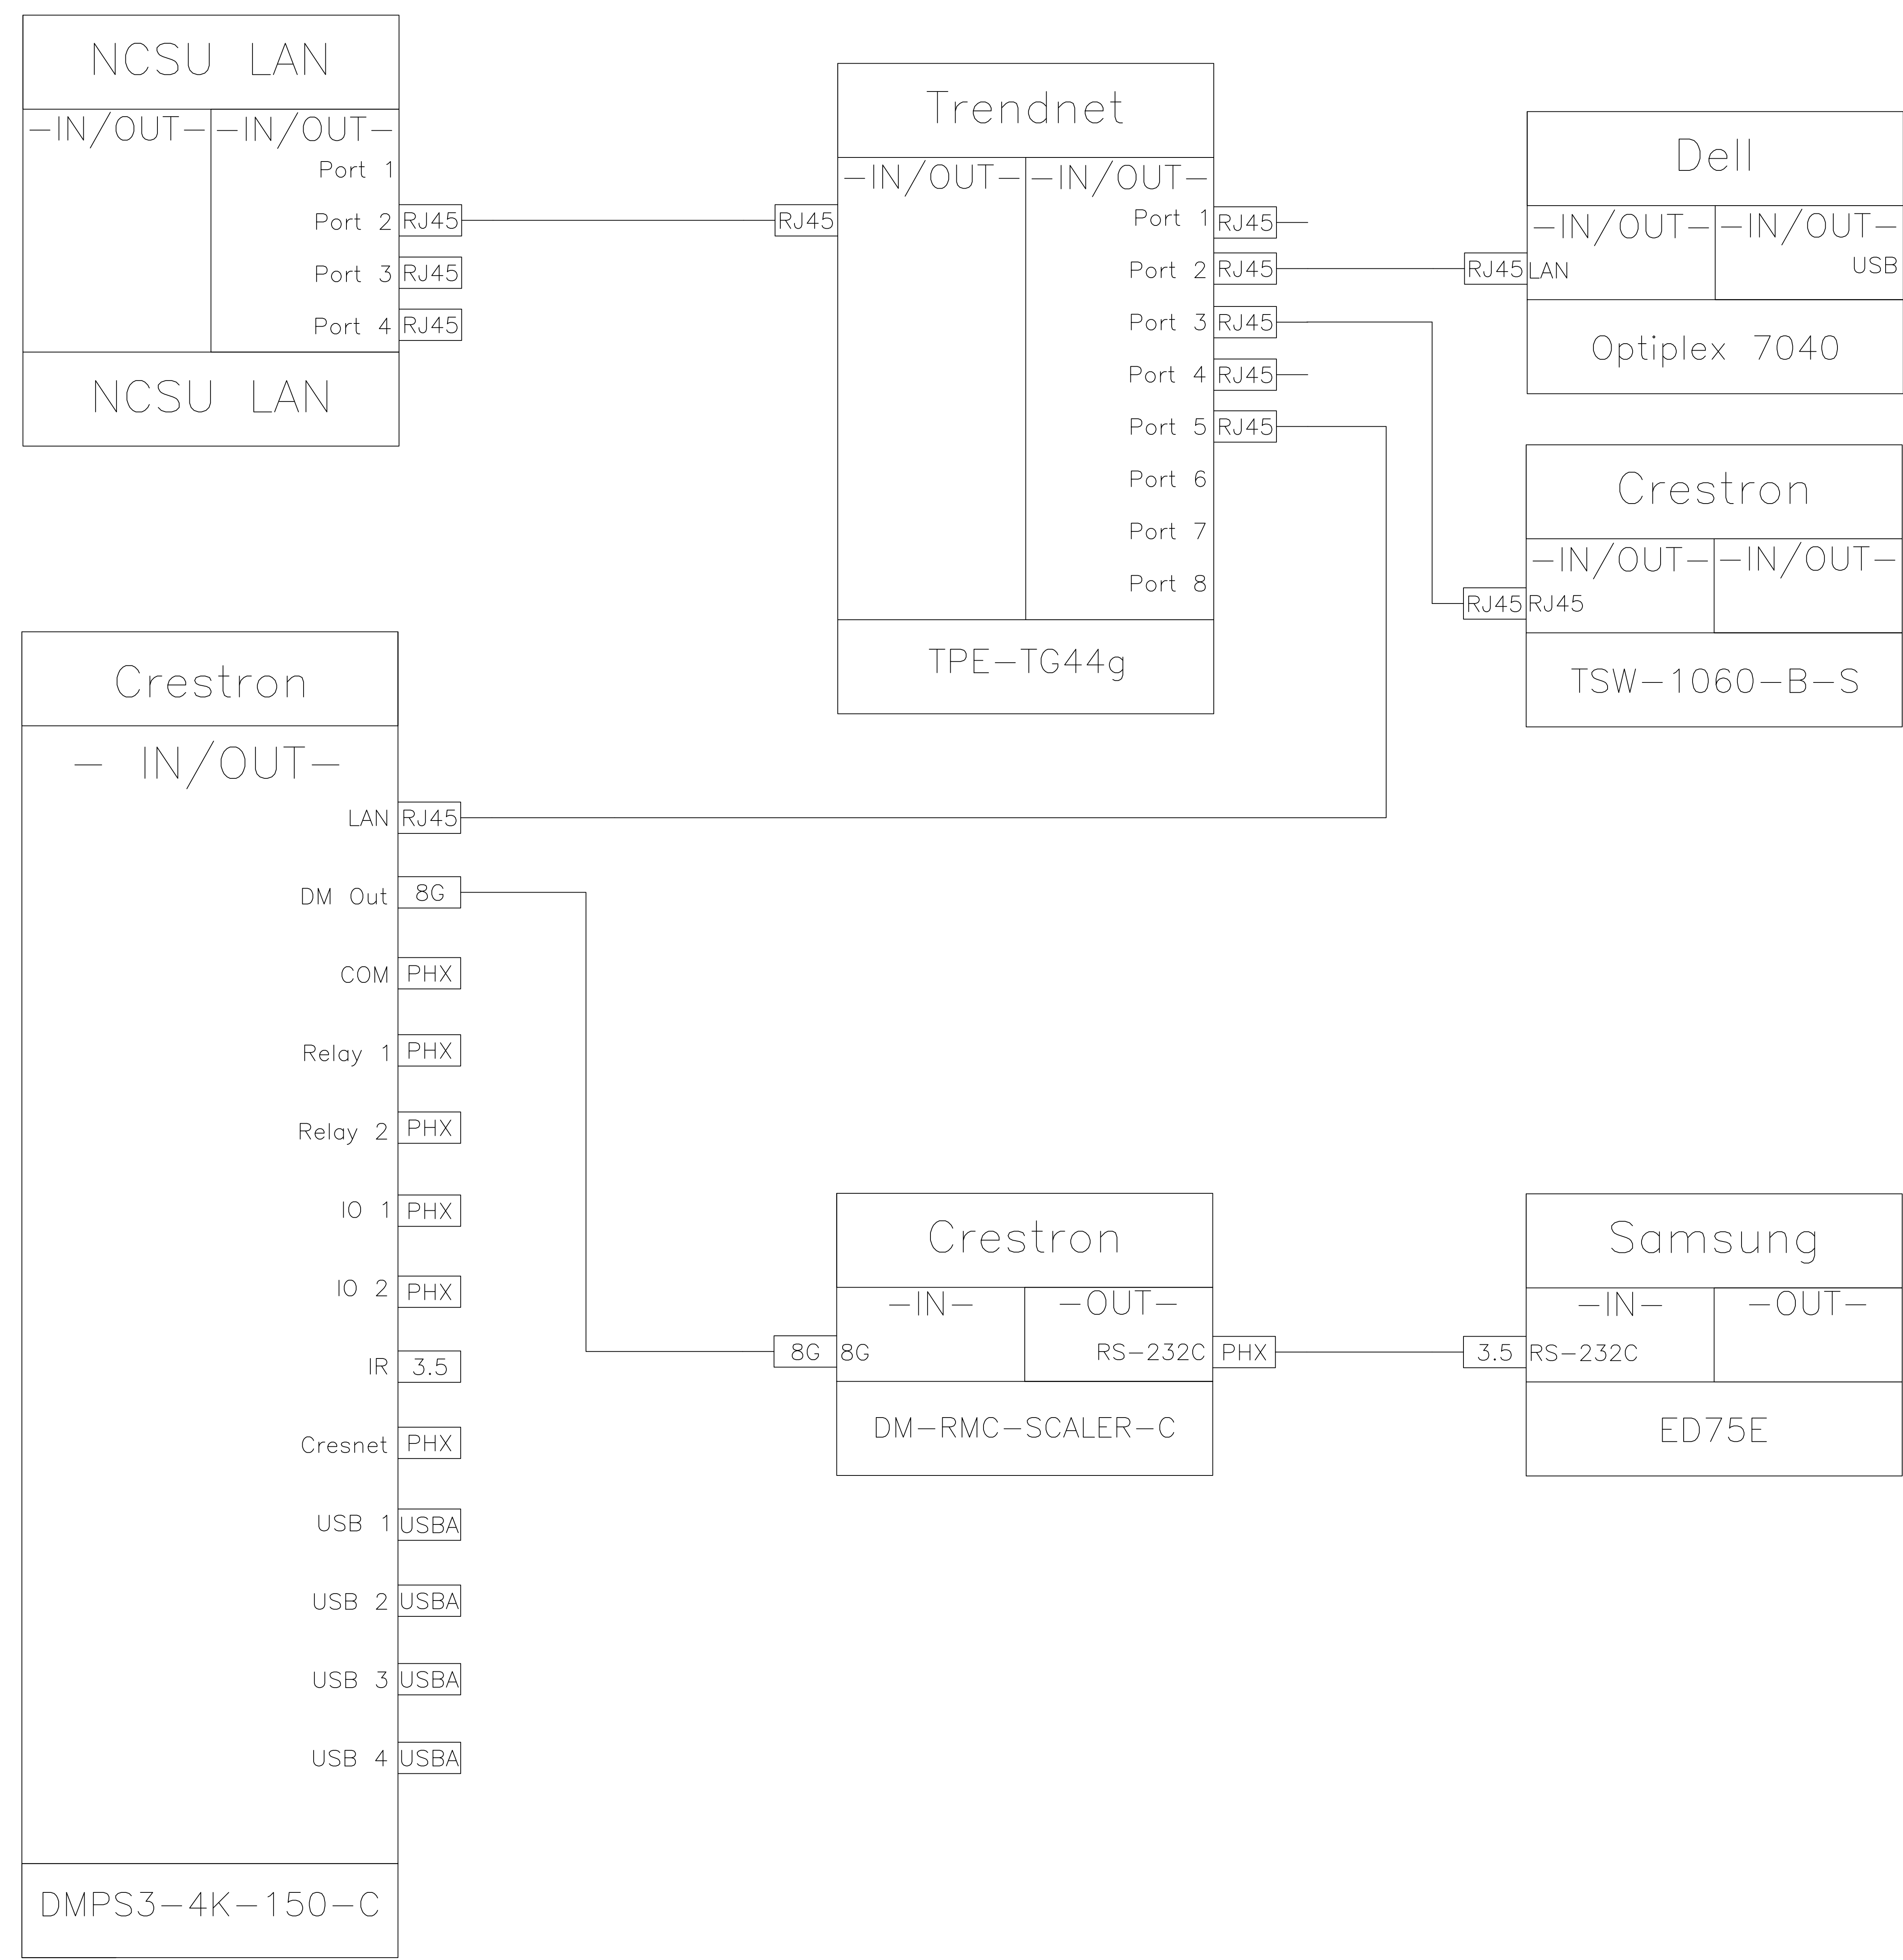 NCSU LAN
-IN/OUT- -IN/OUT-
Port 1
Port 2 RJ45
Port 3 RJ45
Port 4 RJ45
NCSU LAN
Trendnet
-IN/OUT- -IN/OUT-
RJ45
Port 1 RJ45
Port 2 RJ45
Port 3 RJ45
Port 4 RJ45
Port 5 RJ45
Port 6
Port 7
Port 8
TPE-TG44g
Dell
-IN/OUT- -IN/OUT-
RJ45 LAN USB
Optiplex 7040
Crestron
-IN/OUT- -IN/OUT-
RJ45 RJ45
TSW-1060-B-S
Crestron
- IN/OUT-
LAN RJ45
DM Out 8G
COM PHX
Relay 1 PHX
Relay 2 PHX
IO 1 PHX
IO 2 PHX
IR 3.5
Cresnet PHX
USB 1 USBA
USB 2 USBA
USB 3 USBA
USB 4 USBA
DMPS3-4K-150-C
Crestron
-IN- -OUT-
8G 8G RS-232C PHX
DM-RMC-SCALER-C
Samsung
-IN- -OUT-
3.5 RS-232C
ED75E